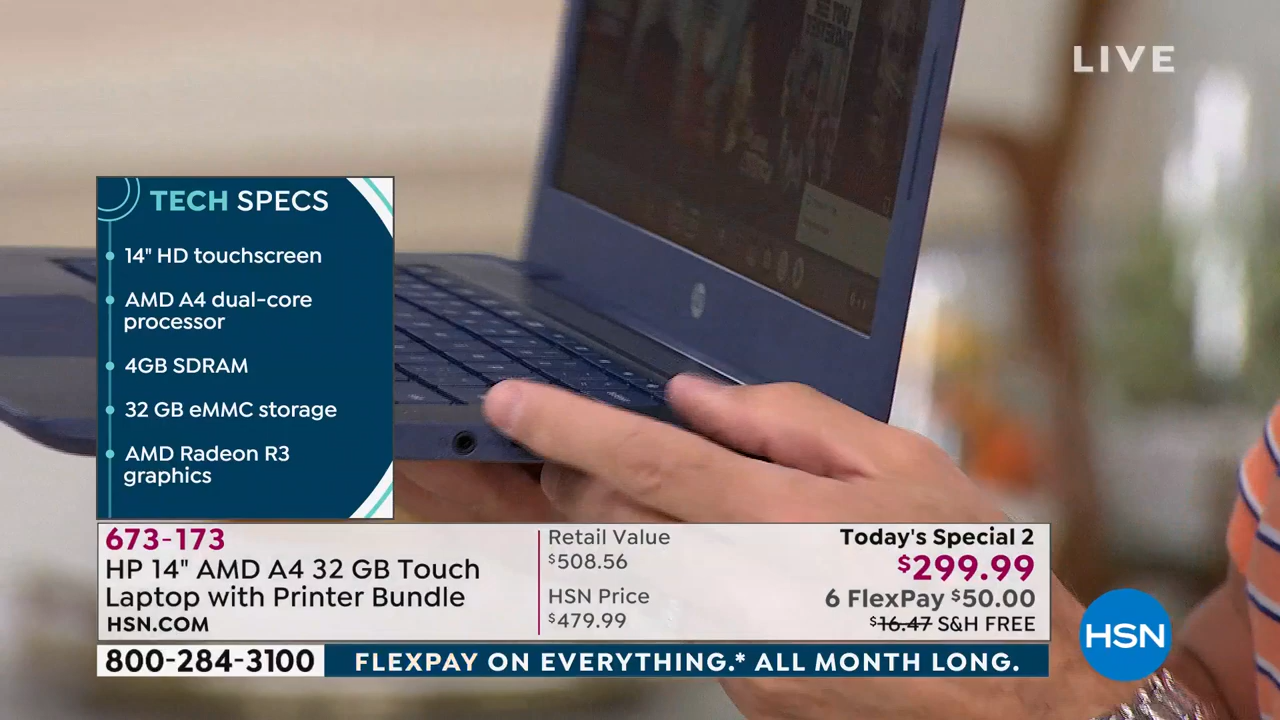 LIVE
TECH SPECS
14" HD touchscreen
AMD A4 dual-core
processor
4GB SDRAM
32 GB eMMC storage
AMD Radeon R3
graphics
673-173
HP 14" AMD A4 32 GB Touch
Laptop with Printer Bundle
HSN.COM
Retail Value
$508.56
HSN Price
$479.99
Today's Special 2
$299.99
6 FlexPay $50.00
$16.47 S&H FREE
HSN
800-284-3100
FLEXPAY ON EVERYTHING.* ALL MONTH LONG.
hp